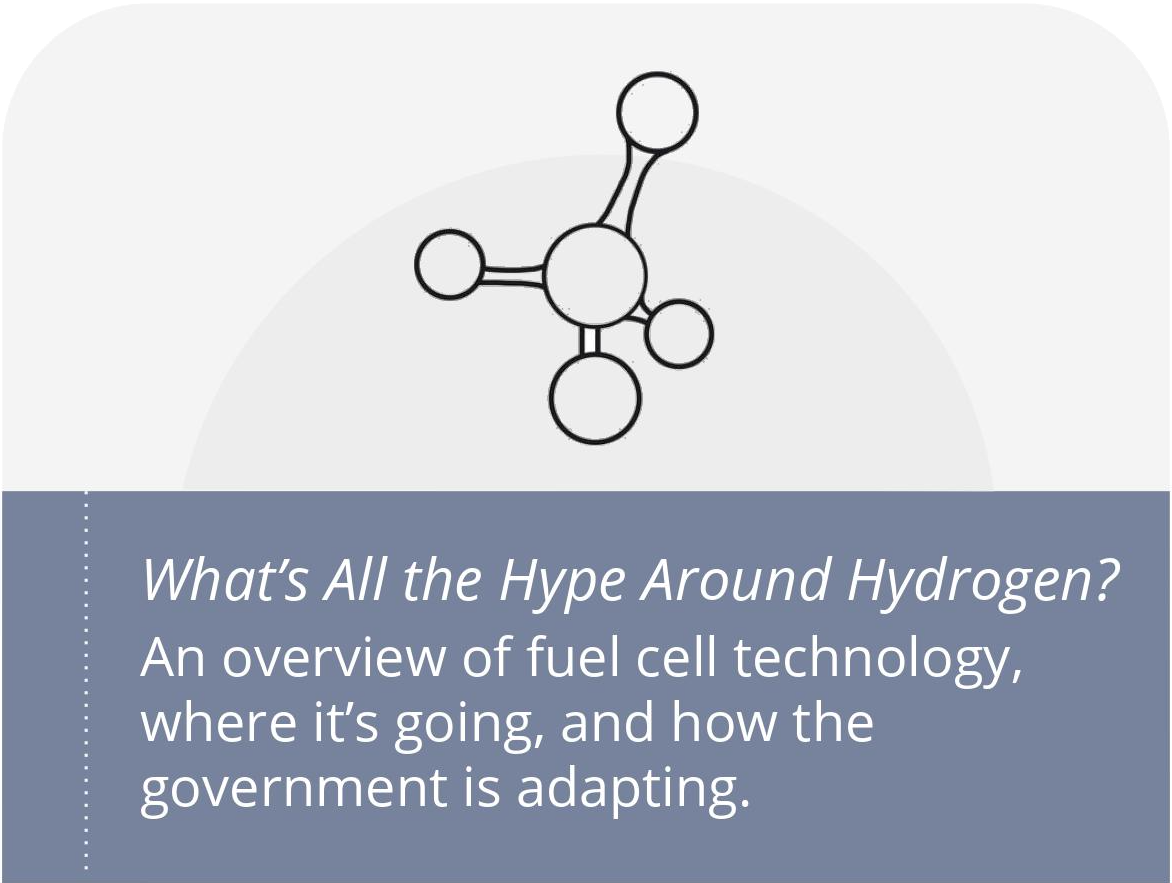 What’s All the Hype Around Hydrogen?
An overview of fuel cell technology,
where it’s going, and how the
government is adapting.